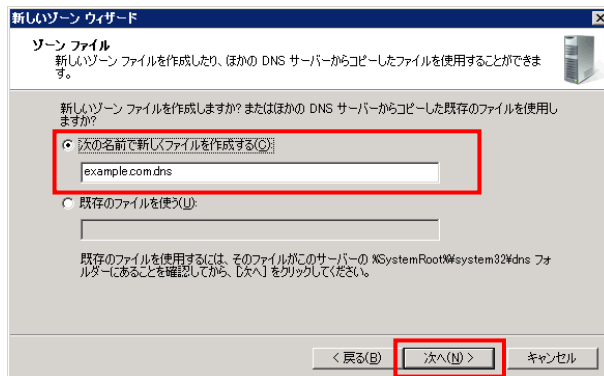 新しいゾーン ウィザード
ゾーン ファイル
新しいゾーン ファイルを作成したり、ほかの DNS サーバーからコピーしたファイルを使用することができま
す。
新しいゾーン ファイルを作成しますか? またはほかの DNS サーバーからコピーした既存のファイルを使用し
ますか?
次の名前で新しくファイルを作成する(C):
example.com.dns
既存のファイルを使う(U):
既存のファイルを使用するには、そのファイルがこのサーバーの %SystemRoot%¥system32¥dns フォ
ルダーにあることを確認してから、[次へ] をクリックしてください。
< 戻る(B)
次へ(N) >
キャンセル